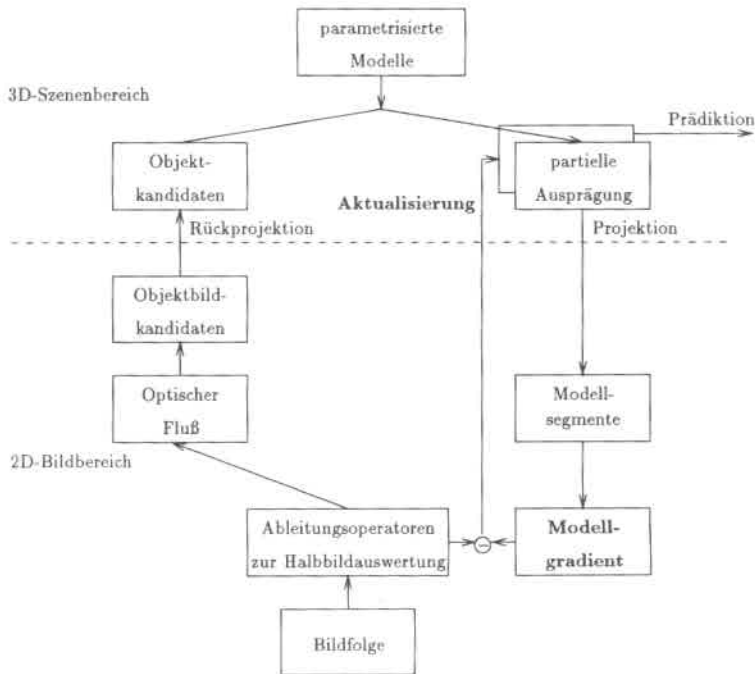 parametrisierte
Modelle
3D-Szenenbereich
Prädiktion
Objekt-
kandidaten
partielle
Ausprägung
Aktualisierung
Rückprojektion
Projektion
Objektbild-
kandidaten
Optischer
Fluß
Modell-
segmente
2D-Bildbereich
Ableitungsoperatoren
zur Halbbildauswertung
Modell-
gradient
Bildfolge